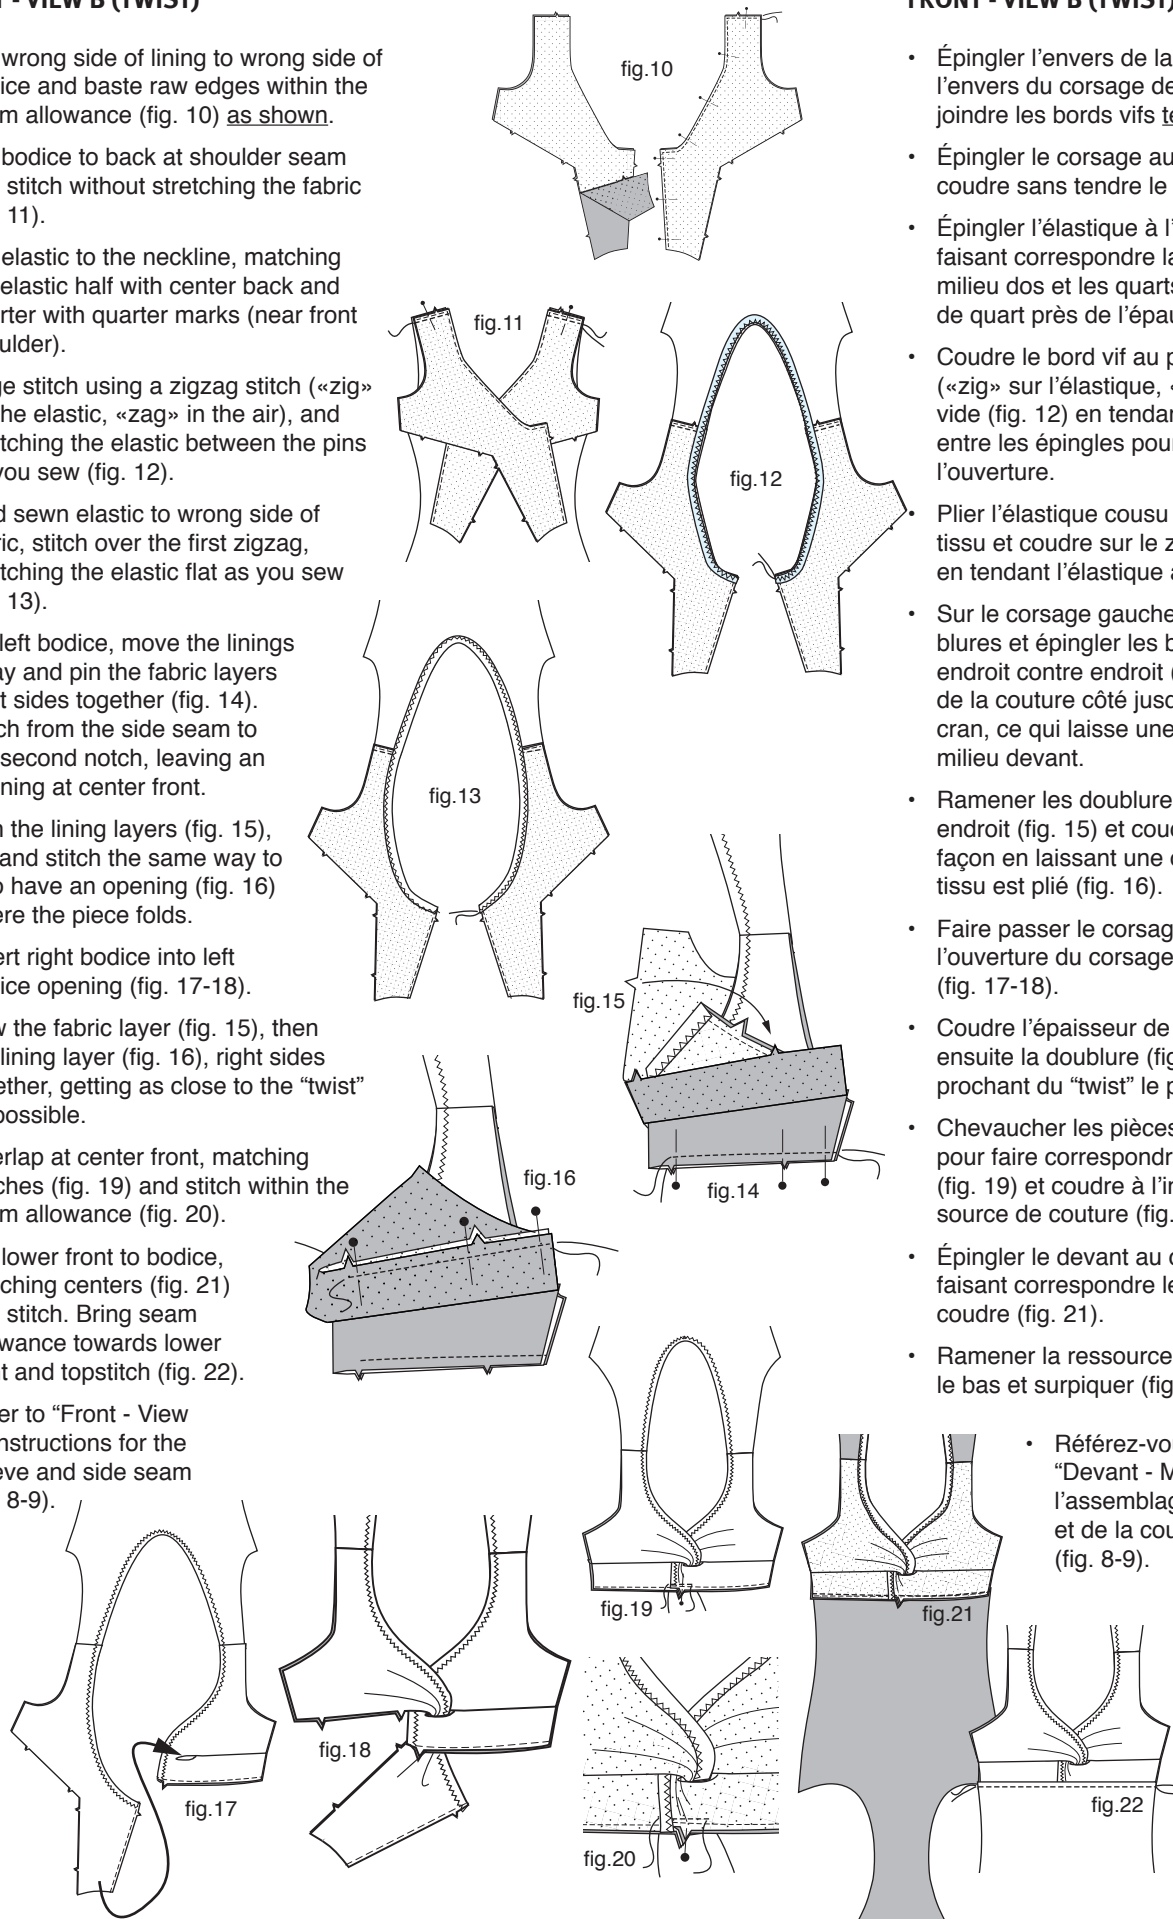 T - VIEW B (TWIST)
wrong side of lining to wrong side of
ice and baste raw edges within the
m allowance (fig. 10) as shown.
bodice to back at shoulder seam
stitch without stretching the fabric
11).
elastic to the neckline, matching
elastic half with center back and
rter with quarter marks (near front
ulder).
ge stitch using a zigzag stitch («zig»
he elastic, «zag» in the air), and
etching the elastic between the pins
you sew (fig. 12).
d sewn elastic to wrong side of
ric, stitch over the first zigzag,
etching the elastic flat as you sew
13).
left bodice, move the linings
ay and pin the fabric layers
t sides together (fig. 14).
ch from the side seam to
second notch, leaving an
ning at center front.
n the lining layers (fig. 15),
and stitch the same way to
o have an opening (fig. 16)
ere the piece folds.
ert right bodice into left
ice opening (fig. 17-18).
w the fabric layer (fig. 15), then
lining layer (fig. 16), right sides
ether, getting as close to the “twist”
possible.
erlap at center front, matching
ches (fig. 19) and stitch within the
m allowance (fig. 20).
lower front to bodice,
ching centers (fig. 21)
stitch. Bring seam
wance towards lower
t and topstitch (fig. 22).
er to “Front - View
nstructions for the
eve and side seam
8-9).
fig.10
fig.11
fig.12
fig.13
fig.15
fig.14
fig.16
fig.19
fig.21
fig.18
fig.17
fig.20
fig.22
FRONT - VIEW B (TWIST)
• Épingler l’envers de la
l’envers du corsage de
joindre les bords vifs te
• Épingler le corsage au
coudre sans tendre le
• Épingler l’élastique à l’
faisant correspondre la
milieu dos et les quarts
de quart près de l’épau
• Coudre le bord vif au p
(«zig» sur l’élastique, «
vide (fig. 12) en tendan
entre les épingles pour
l’ouverture.
• Plier l’élastique cousu
tissu et coudre sur le z
en tendant l’élastique a
• Sur le corsage gauche
blures et épingler les b
endroit contre endroit (
de la couture côté jusq
cran, ce qui laisse une
milieu devant.
• Ramener les doublure
endroit (fig. 15) et coud
façon en laissant une o
tissu est plié (fig. 16).
• Faire passer le corsag
l’ouverture du corsage
(fig. 17-18).
• Coudre l’épaisseur de
ensuite la doublure (fig
prochant du “twist” le p
• Chevaucher les pièces
pour faire correspondr
(fig. 19) et coudre à l’in
source de couture (fig.
• Épingler le devant au c
faisant correspondre le
coudre (fig. 21).
• Ramener la ressource
le bas et surpiquer (fig
• Référez-vou
“Devant - M
l’assemblag
et de la cou
(fig. 8-9).